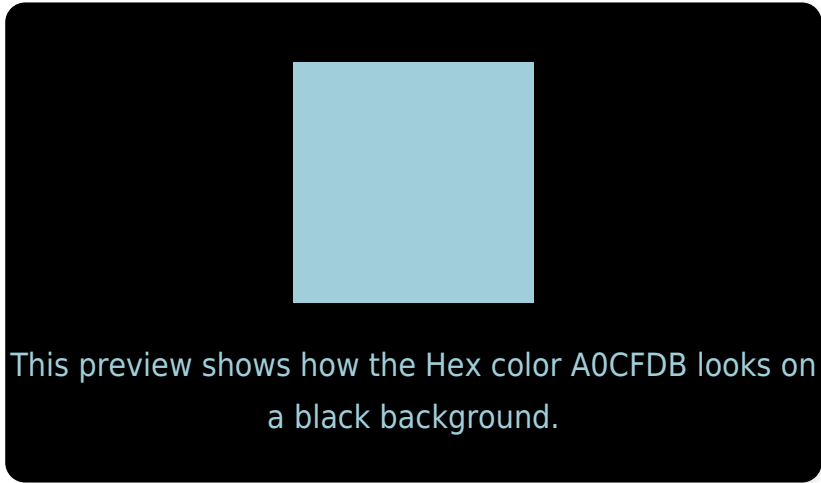 This preview shows how the Hex color A0CFDB looks on
a black background.